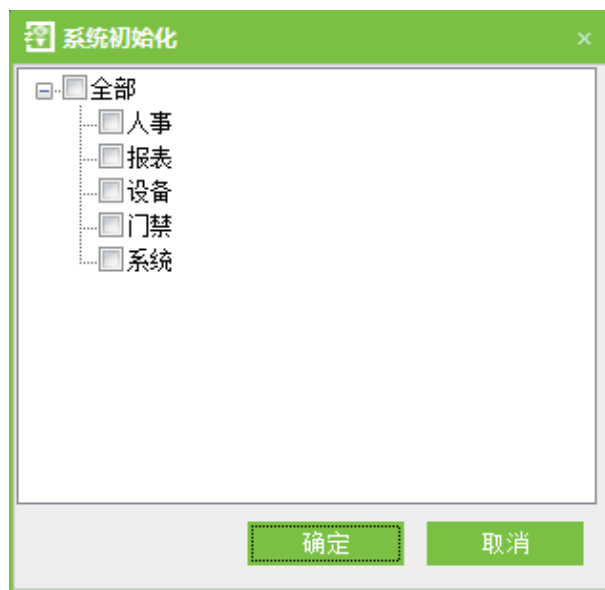 系统初始化
全部
人事
报表
设备
门禁
系统
确定
取消